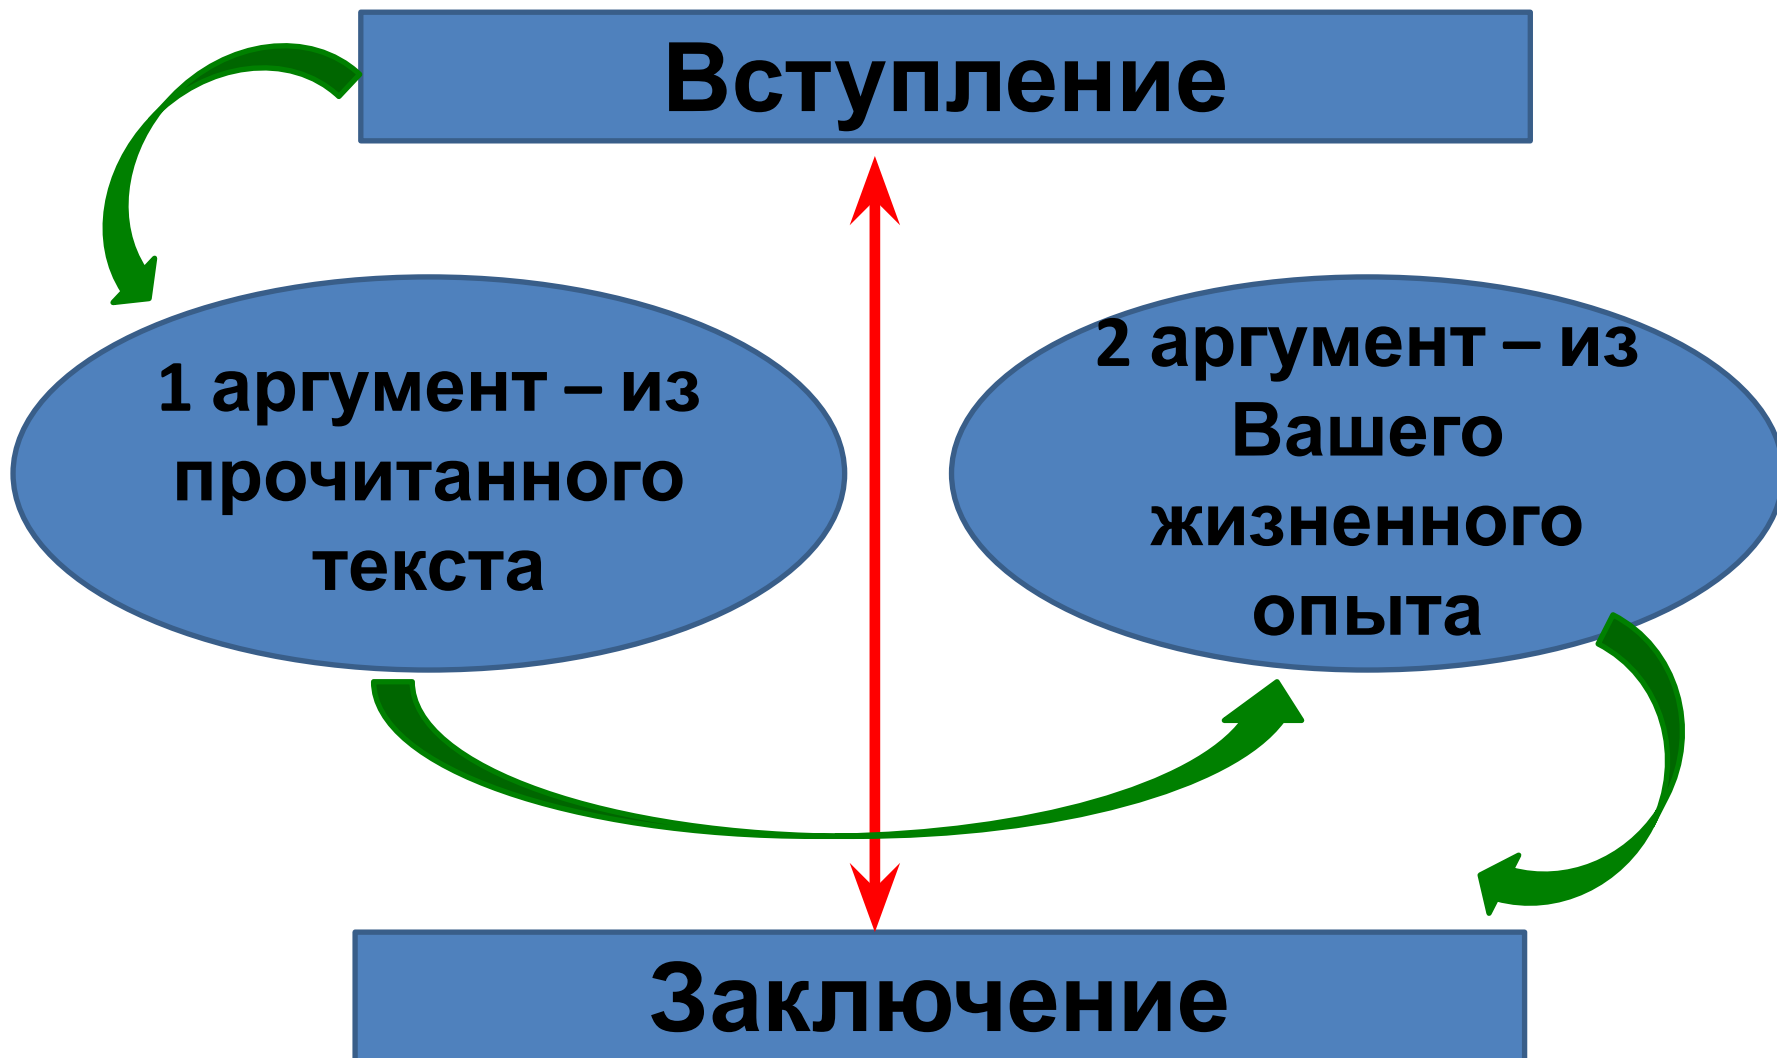 Вступление
1 аргумент – из
прочитанного
текста
2 аргумент – из
Вашего
жизненного
опыта
Заключение